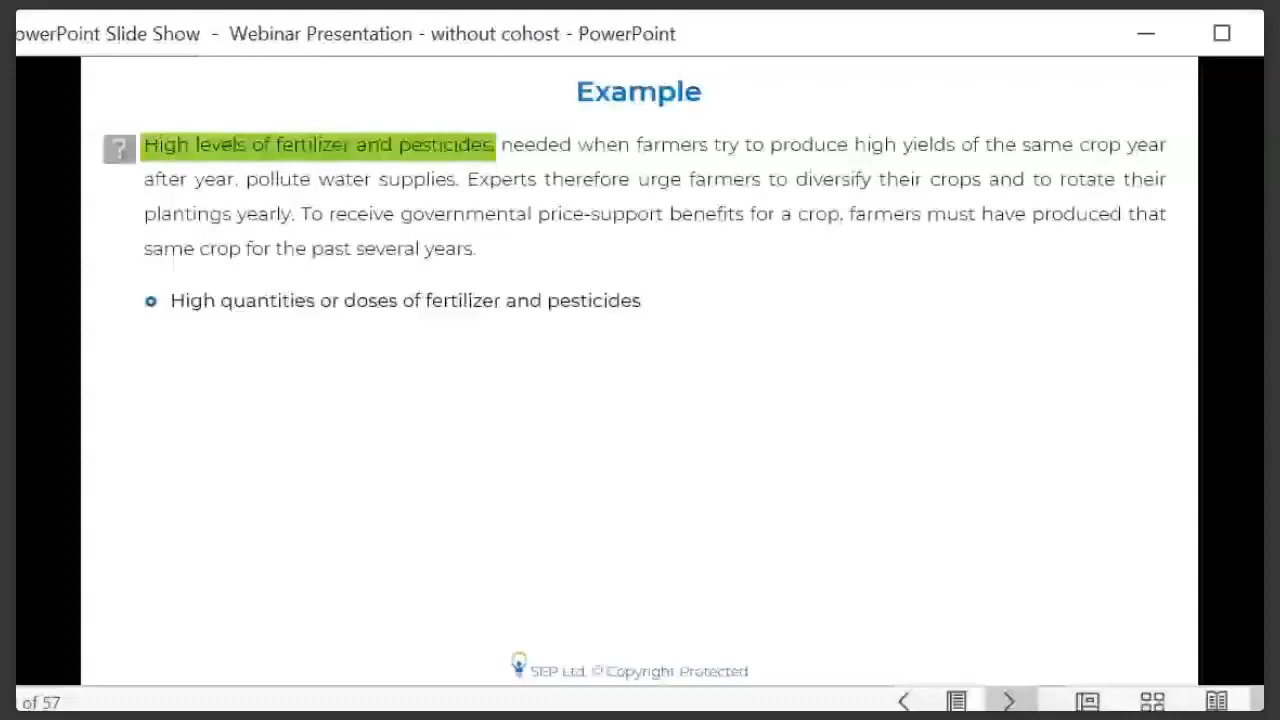 owerPoint Slide Show - Webinar Presentation - without cohost - PowerPoint
Example
High levels of fertilizer and pesticides, needed when farmers try to produce high yields of the same crop year
after year, pollute water supplies. Experts therefore urge farmers to diversify their crops and to rotate their
plantings yearly. To receive governmental price-support benefits for a crop, farmers must have produced that
same crop for the past several years.
High quantities or doses of fertilizer and pesticides
SEP Ltd. © Copyright Protected
of 57